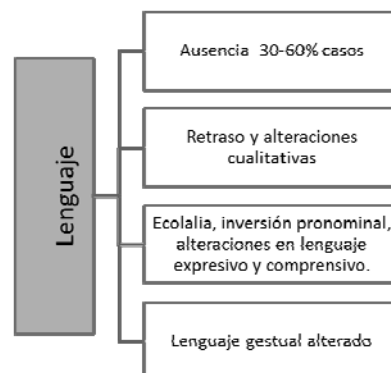 Lenguaje
Ausencia 30-60% casos
Retraso y alteraciones
cualitativas
Ecolalia, inversión pronominal,
alteraciones en lenguaje
expresivo y comprensivo.
Lenguaje gestual alterado